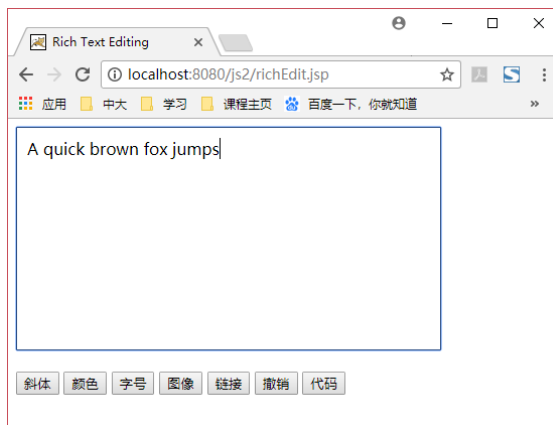 Rich Text Editing
localhost:8080/js2/richEdit.jsp
应用 中大 学习 课程主页 百度一下，你就知道 »
A quick brown fox jumps
斜体 颜色 字号 图像 链接 撤销 代码